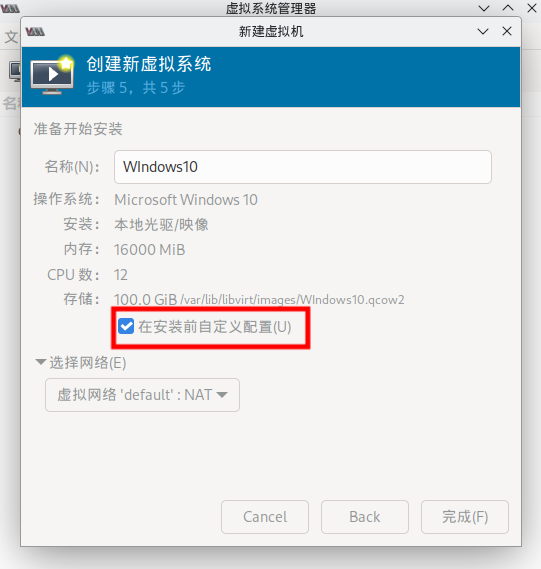 虚拟系统管理器
新建虚拟机
文
名称
创建新虚拟系统
步骤 5，共 5 步
准备开始安装
名称(N)： WIndows10
操作系统： Microsoft Windows 10
安装： 本地光驱/映像
内存： 16000 MiB
CPU 数： 12
存储： 100.0 GiB /var/lib/libvirt/images/WIndows10.qcow2
在安装前自定义配置(U)
选择网络(E)
虚拟网络 'default' : NAT
Cancel Back 完成(F)